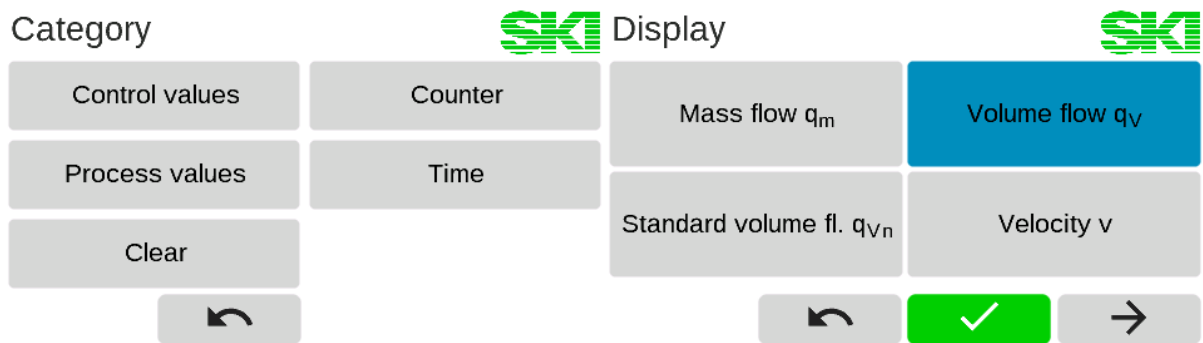 Category
SKI
Control values
Counter
Process values
Time
Clear
Display
SKI
Mass flow qm
Volume flow qV
Standard volume fl. qVn
Velocity v